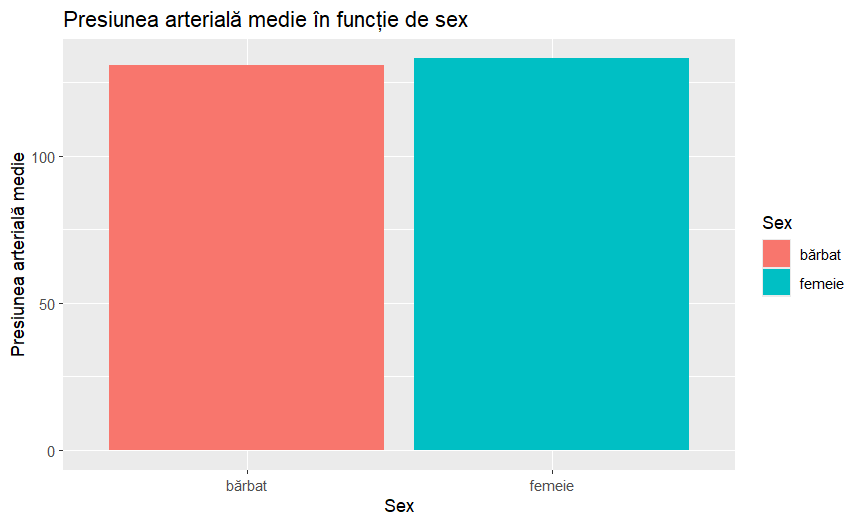 Presiunea arterială medie în funcție de sex
Presiunea arterială medie
100
50
0
bărbat
femeie
Sex
Sex
bărbat
femeie